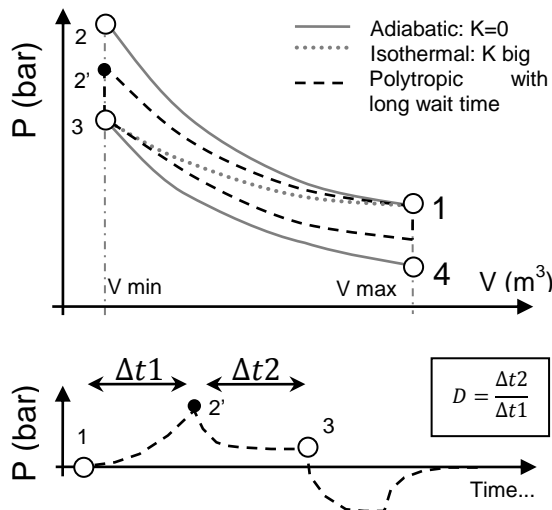 P (bar)
2
2'
3
Adiabatic: K=0
Isothermal: K big
Polytropic with
long wait time
1
4
V min
V max
V (m³)
P (bar)
Δt1
Δt2
1
2'
3
D = Δt2/Δt1
Time...